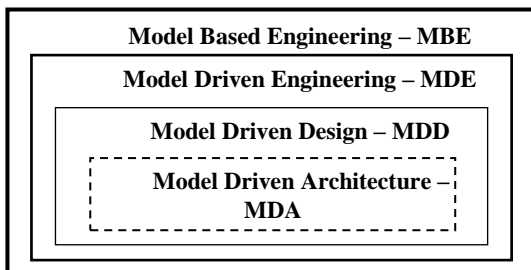 Model Based Engineering – MBE
Model Driven Engineering – MDE
Model Driven Design – MDD
Model Driven Architecture –
MDA